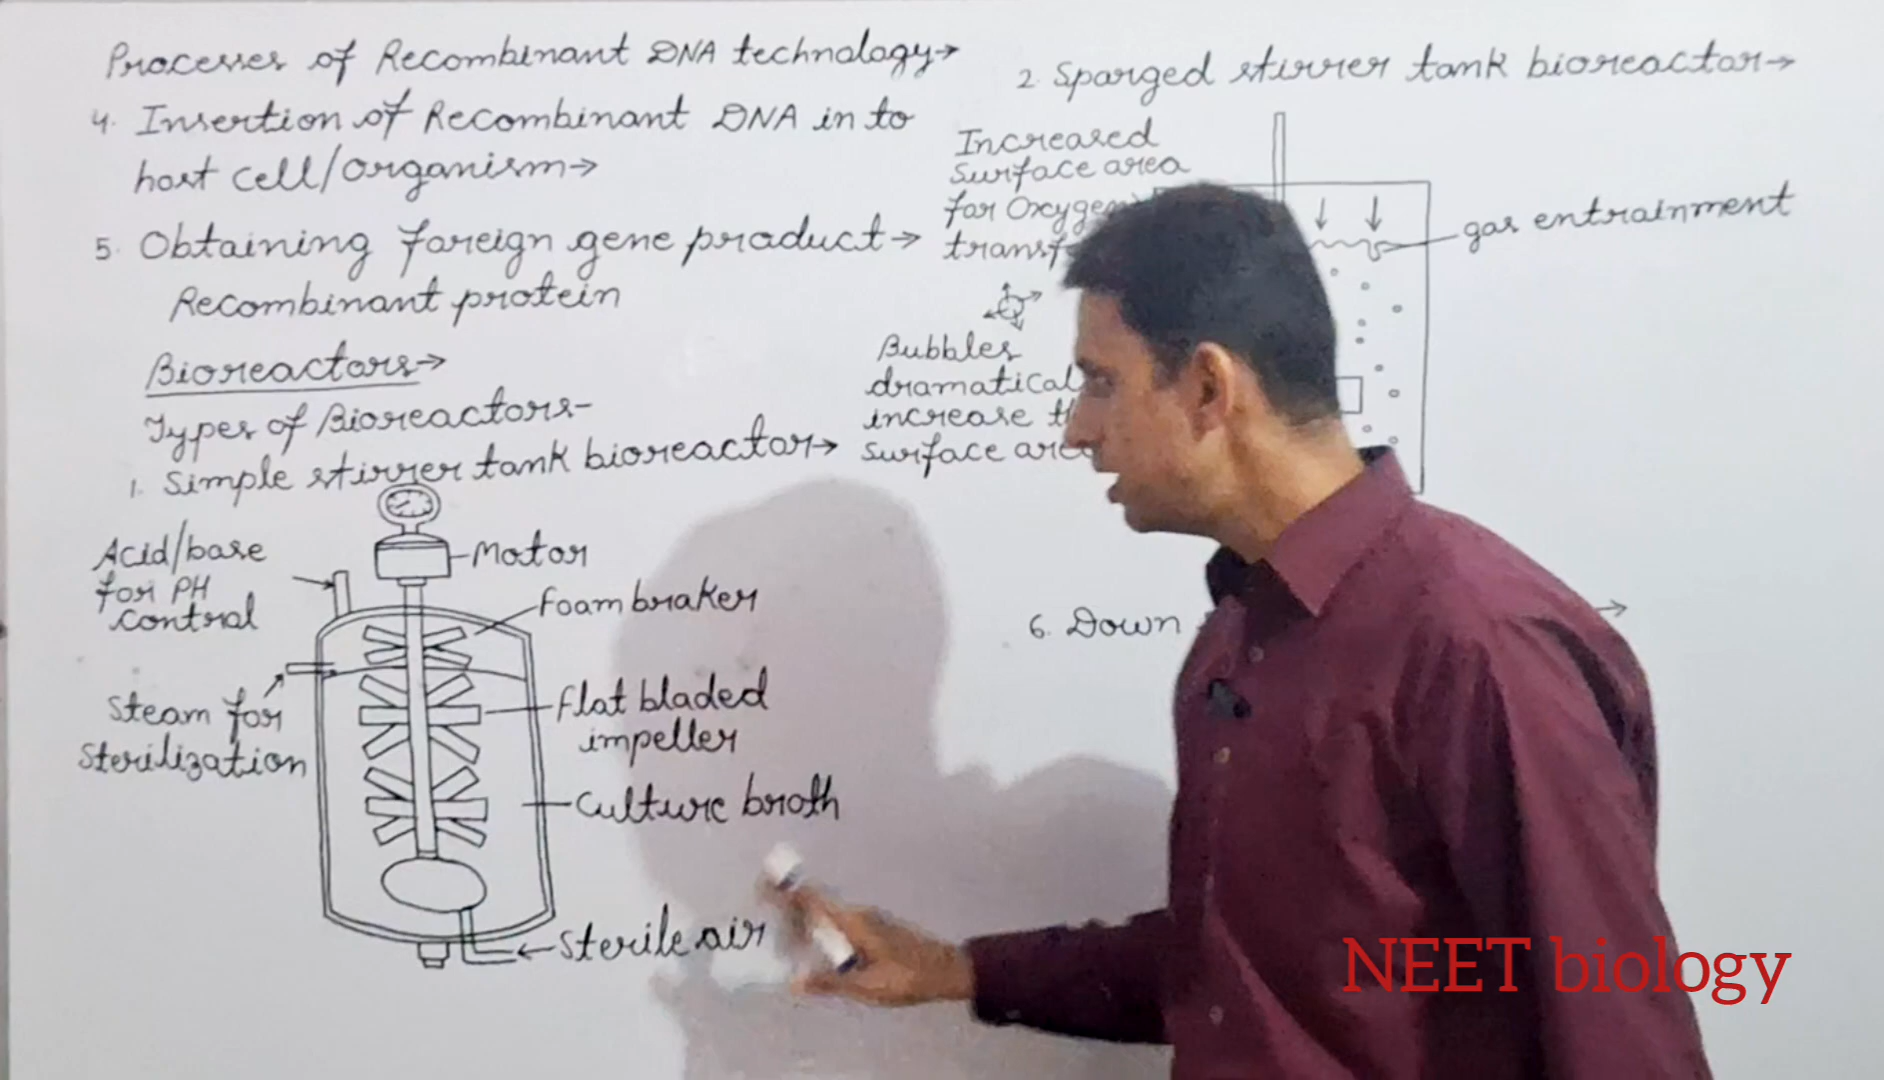 Processes of Recombinant DNA technology→
4. Insertion of Recombinant DNA in to
host cell/organism→
5. Obtaining foreign gene product→
Recombinant protein
Bioreactors→
Types of Bioreactors-
1. Simple stirrer tank bioreactor→
Acid/base
for PH
control
Motor
foam braker
Steam for
sterilization
flat bladed
impeller
culture broth
sterile air
2. Sparged stirrer tank bioreactor→
Increased
surface area
for Oxygen
gas entrainment
Bubbles
increase
surface
6. Down
NEET biology